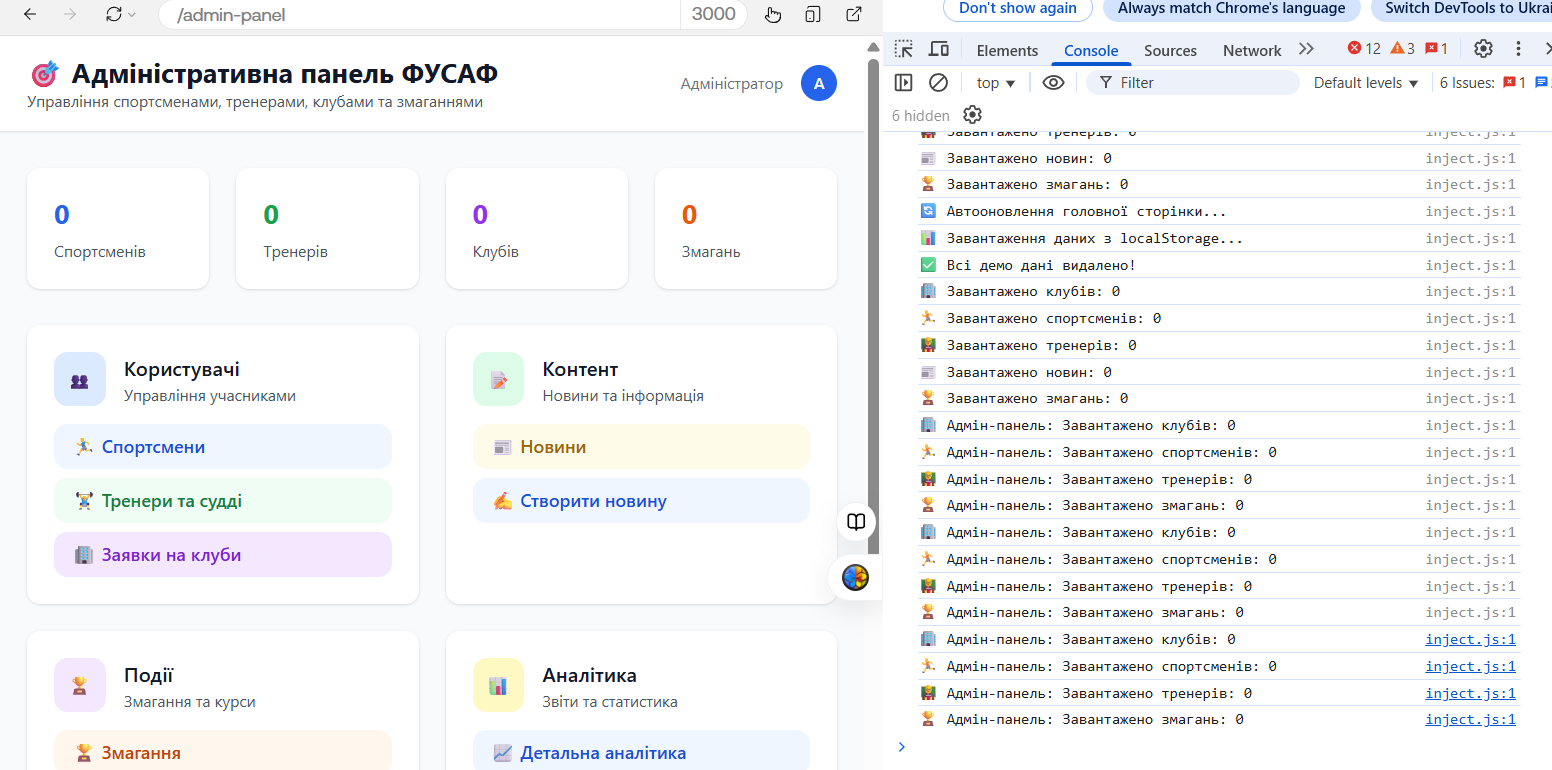 /admin-panel
3000
Адміністративна панель ФУСАФ
Управління спортсменами, тренерами, клубами та змаганнями
Адміністратор
A
0
Спортсменів
0
Тренерів
0
Клубів
0
Змагань
Користувачі
Управління учасниками
Спортсмени
Тренери та судді
Заявки на клуби
Контент
Новини та інформація
Новини
Створити новину
Події
Змагання та курси
Змагання
Аналітика
Звіти та статистика
Детальна аналітика
Don't show again
Always match Chrome's language
Switch DevTools to Ukrai
Elements
Console
Sources
Network
12
3
1
top
Filter
Default levels
6 Issues:
1
6 hidden
Завантажено тренерів: 0
Завантажено новин: 0 inject.js:1
Завантажено змагань: 0 inject.js:1
Автооновлення головної сторінки... inject.js:1
Завантаження даних з localStorage... inject.js:1
Всі демо дані видалено! inject.js:1
Завантажено клубів: 0 inject.js:1
Завантажено спортсменів: 0 inject.js:1
Завантажено тренерів: 0 inject.js:1
Завантажено новин: 0 inject.js:1
Завантажено змагань: 0 inject.js:1
Адмін-панель: Завантажено клубів: 0 inject.js:1
Адмін-панель: Завантажено спортсменів: 0 inject.js:1
Адмін-панель: Завантажено тренерів: 0 inject.js:1
Адмін-панель: Завантажено змагань: 0 inject.js:1
Адмін-панель: Завантажено клубів: 0 inject.js:1
Адмін-панель: Завантажено спортсменів: 0 inject.js:1
Адмін-панель: Завантажено тренерів: 0 inject.js:1
Адмін-панель: Завантажено змагань: 0 inject.js:1
Адмін-панель: Завантажено клубів: 0 inject.js:1
Адмін-панель: Завантажено спортсменів: 0 inject.js:1
Адмін-панель: Завантажено тренерів: 0 inject.js:1
Адмін-панель: Завантажено змагань: 0 inject.js:1